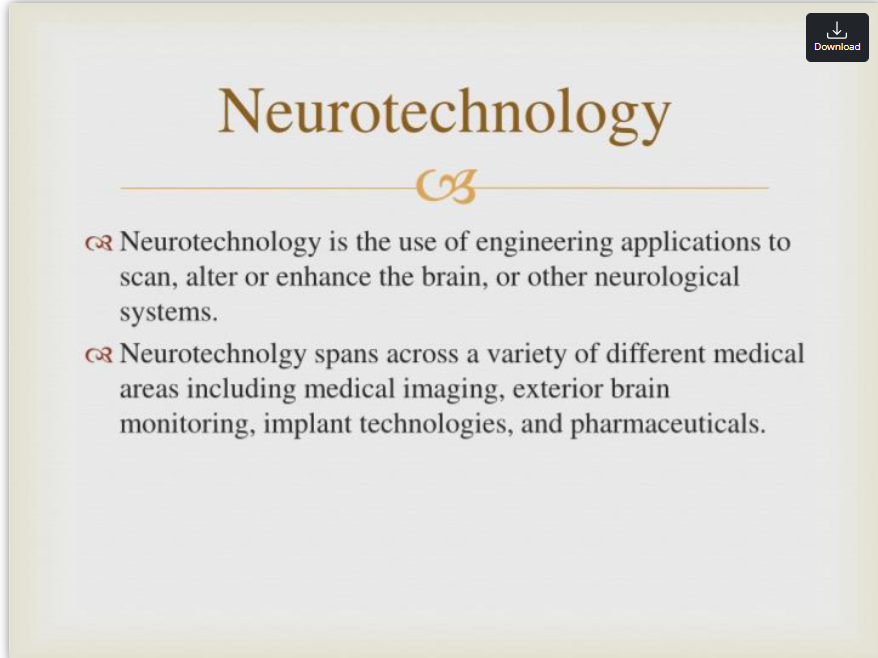 Download
Neurotechnology
Neurotechnology is the use of engineering applications to
scan, alter or enhance the brain, or other neurological
systems.
Neurotechnolgy spans across a variety of different medical
areas including medical imaging, exterior brain
monitoring, implant technologies, and pharmaceuticals.